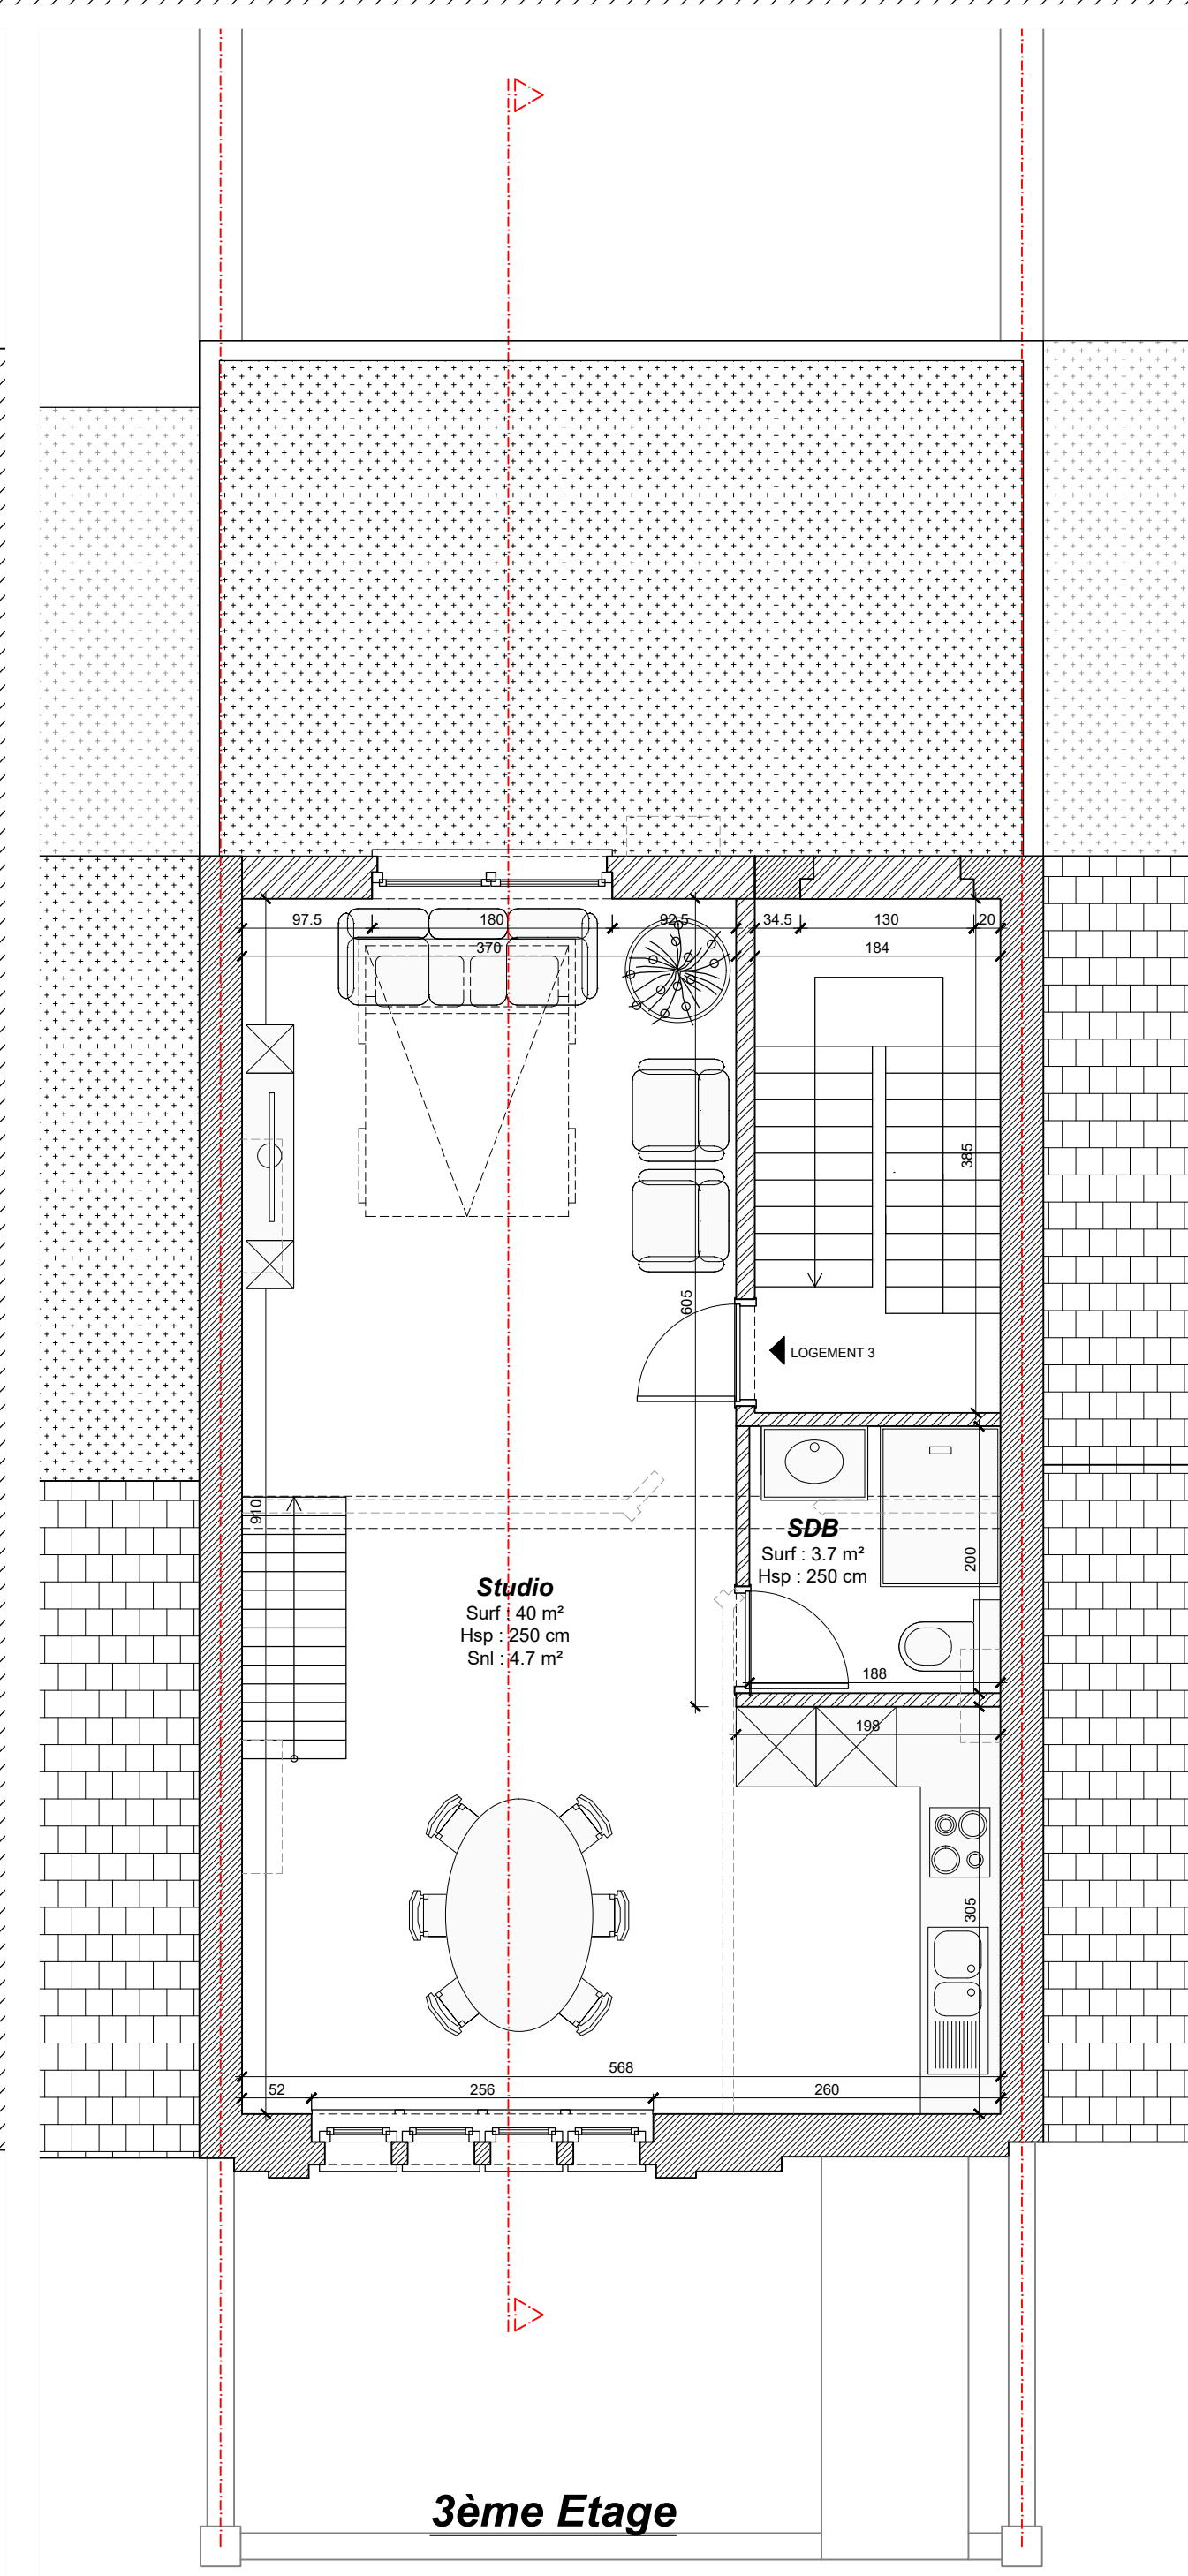 97.5
180
92.5
34.5
130
20
370
184
385
605
LOGEMENT 3
910
SDB
Surf : 3.7 m²
Hsp : 250 cm
200
Studio
Surf : 40 m²
Hsp : 250 cm
Snl : 4.7 m²
188
198
305
568
52
256
260
3ème Etage